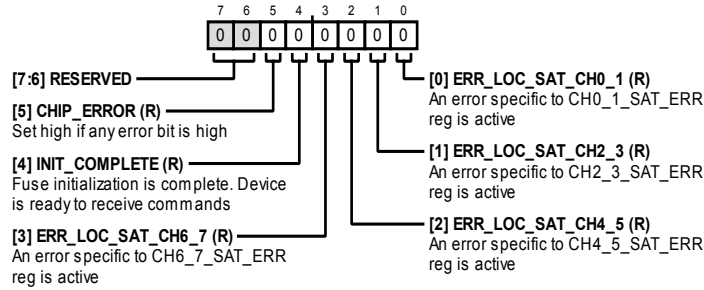 7 6 5 4 3 2 1 0
0 0 0 0 0 0 0 0
[7:6] RESERVED
[5] CHIP_ERROR (R)
Set high if any error bit is high
[4] INIT_COMPLETE (R)
Fuse initialization is complete. Device
is ready to receive commands
[3] ERR_LOC_SAT_CH6_7 (R)
An error specific to CH6_7_SAT_ERR
reg is active
[0] ERR_LOC_SAT_CH0_1 (R)
An error specific to CH0_1_SAT_ERR
reg is active
[1] ERR_LOC_SAT_CH2_3 (R)
An error specific to CH2_3_SAT_ERR
reg is active
[2] ERR_LOC_SAT_CH4_5 (R)
An error specific to CH4_5_SAT_ERR
reg is active